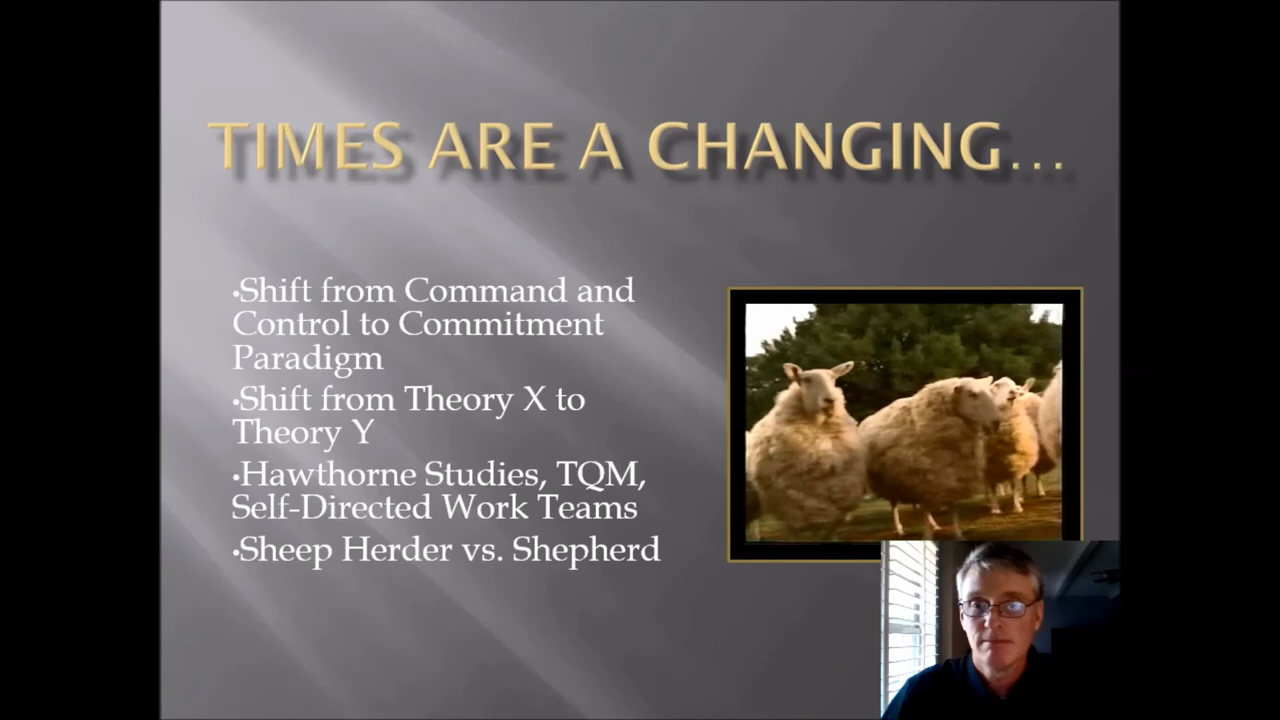 TIMES ARE A CHANGING...
•Shift from Command and
Control to Commitment
Paradigm
•Shift from Theory X to
Theory Y
•Hawthorne Studies, TQM,
Self-Directed Work Teams
•Sheep Herder vs. Shepherd